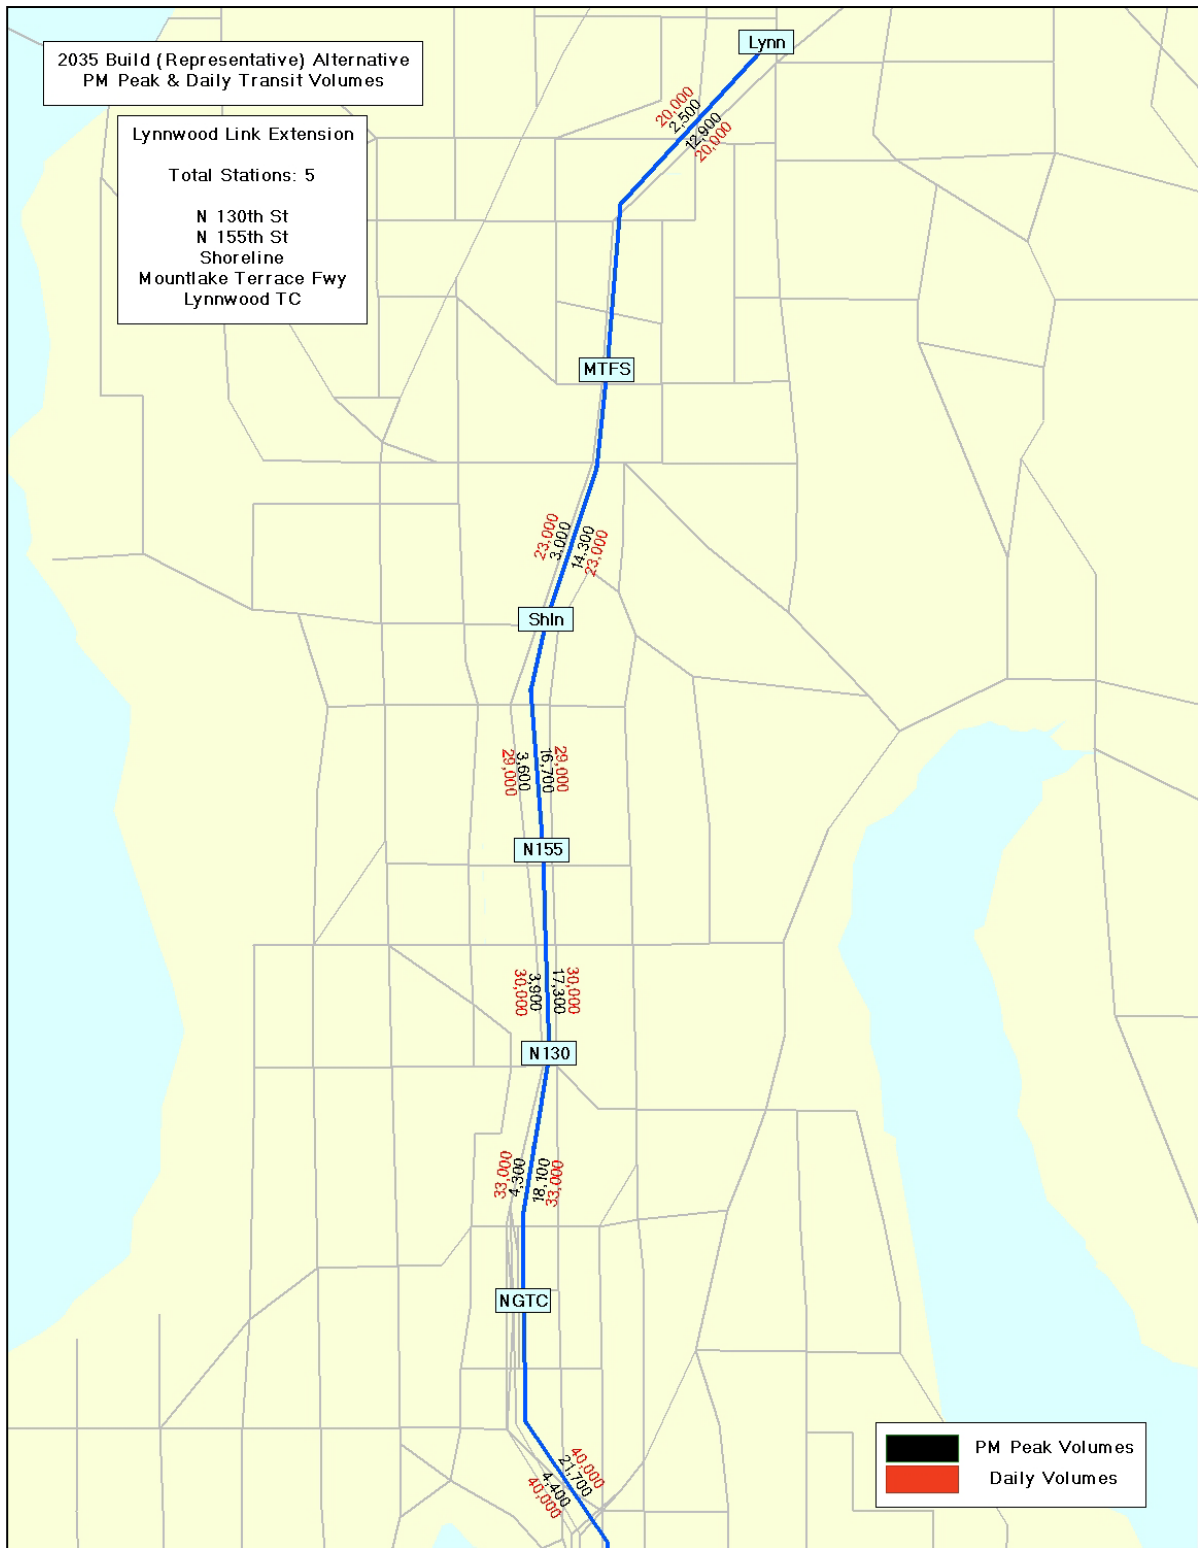 2035 Build (Representative) Alternative
PM Peak & Daily Transit Volumes
Lynnwood Link Extension
Total Stations: 5
N 130th St
N 155th St
Shoreline
Mountlake Terrace Fwy
Lynnwood TC
Lynn
20,000
2,500
12,900
20,000
MTFS
23,000
3,000
14,300
23,000
Shln
29,000
3,600
16,700
29,000
N155
30,000
3,900
17,300
30,000
N130
33,000
4,300
18,100
33,000
NGTC
40,000
21,700
4,400
40,000
PM Peak Volumes
Daily Volumes